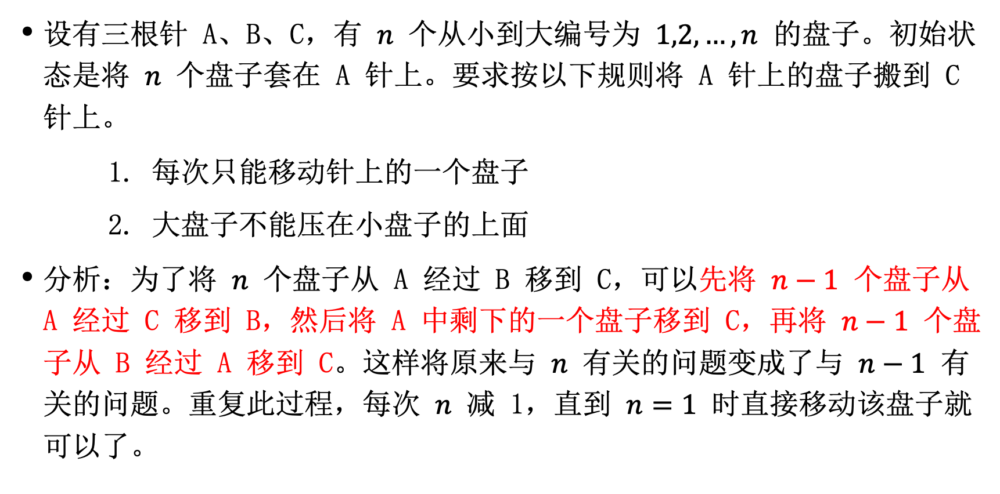 • 设有三根针 A、B、C，有 n 个从小到大编号为 1,2, … , n 的盘子。初始状
态是将 n 个盘子套在 A 针上。要求按以下规则将 A 针上的盘子搬到 C
针上。
1. 每次只能移动针上的一个盘子
2. 大盘子不能压在小盘子的上面
• 分析：为了将 n 个盘子从 A 经过 B 移到 C，可以先将 n − 1 个盘子从
A 经过 C 移到 B，然后将 A 中剩下的一个盘子移到 C，再将 n − 1 个盘
子从 B 经过 A 移到 C。这样将原来与 n 有关的问题变成了与 n − 1 有
关的问题。重复此过程，每次 n 减 1，直到 n = 1 时直接移动该盘子就
可以了。